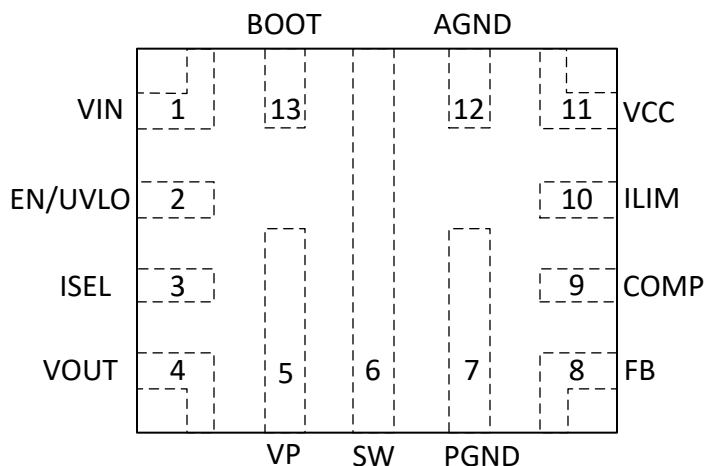 BOOT AGND
13 12
VIN 1 11 VCC
EN/UVLO 2 10 ILIM
ISEL 3 9 COMP
VOUT 4 5 6 7 8 FB
VP SW PGND